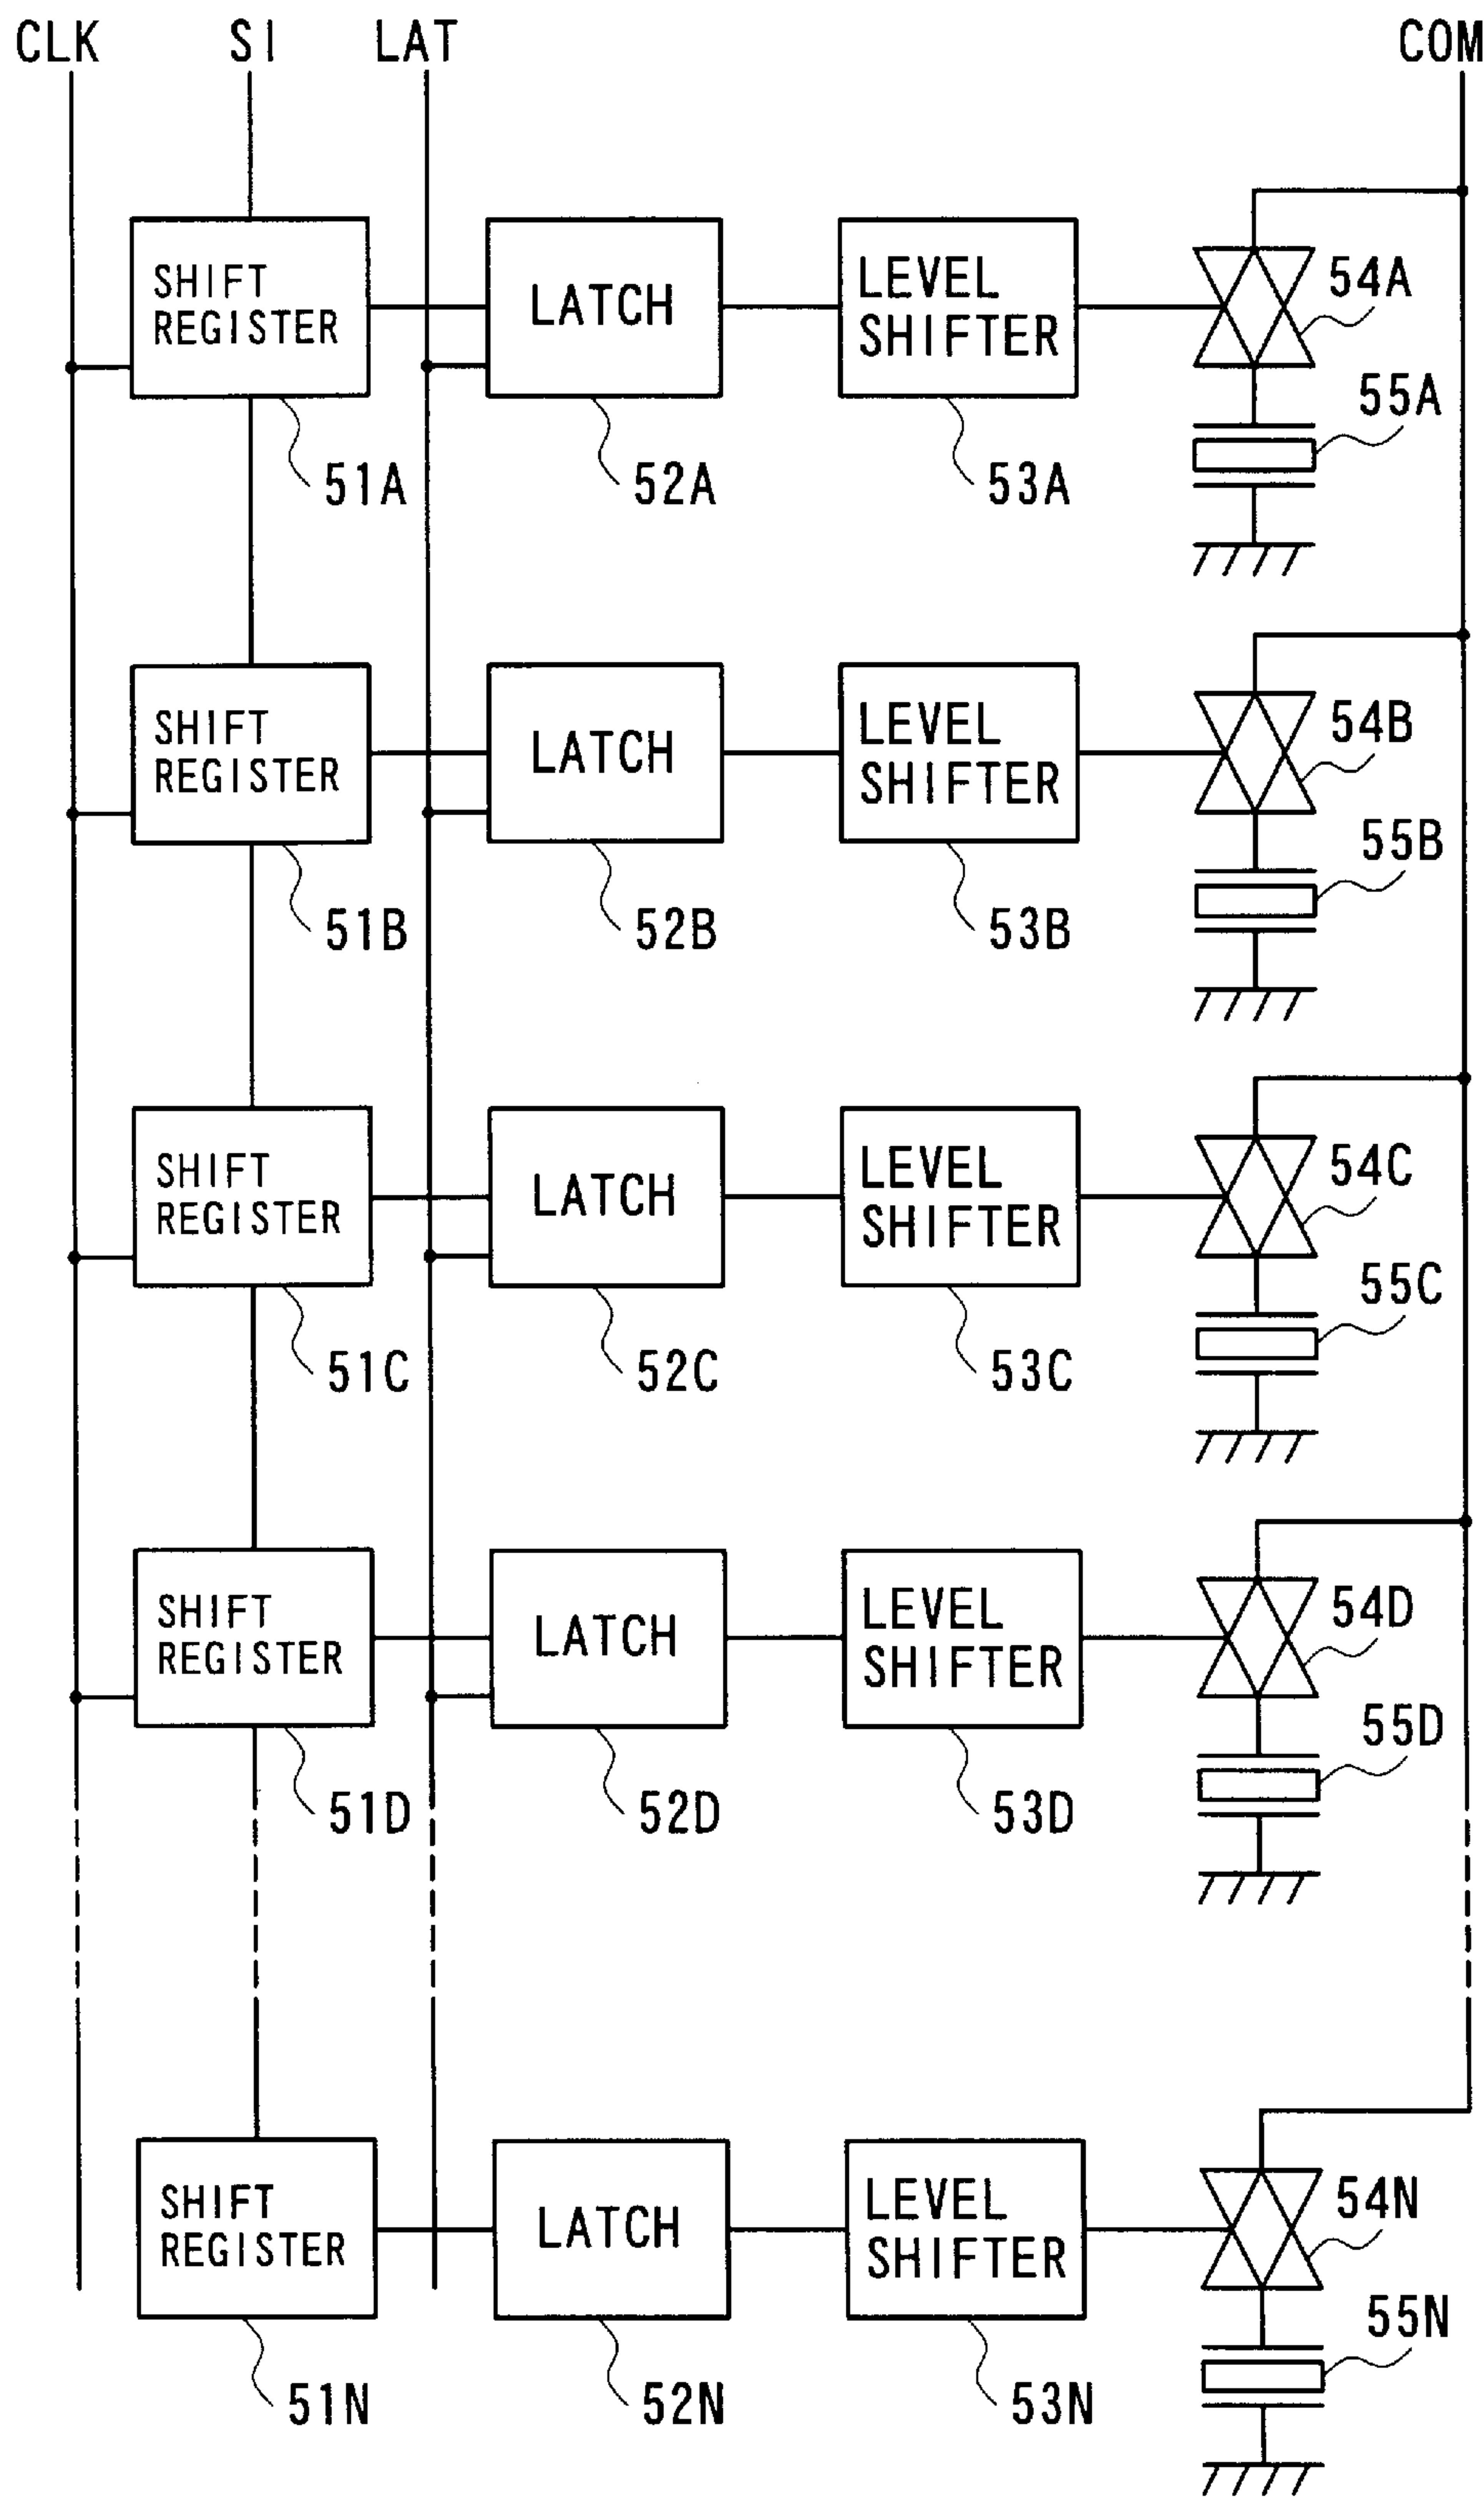 CLK SI LAT COM
SHIFT
REGISTER
LATCH
LEVEL
SHIFTER
54A
55A
51A
52A
53A
SHIFT
REGISTER
LATCH
LEVEL
SHIFTER
54B
55B
51B
52B
53B
SHIFT
REGISTER
LATCH
LEVEL
SHIFTER
54C
55C
51C
52C
53C
SHIFT
REGISTER
LATCH
LEVEL
SHIFTER
54D
55D
51D
52D
53D
SHIFT
REGISTER
LATCH
LEVEL
SHIFTER
54N
55N
51N
52N
53N